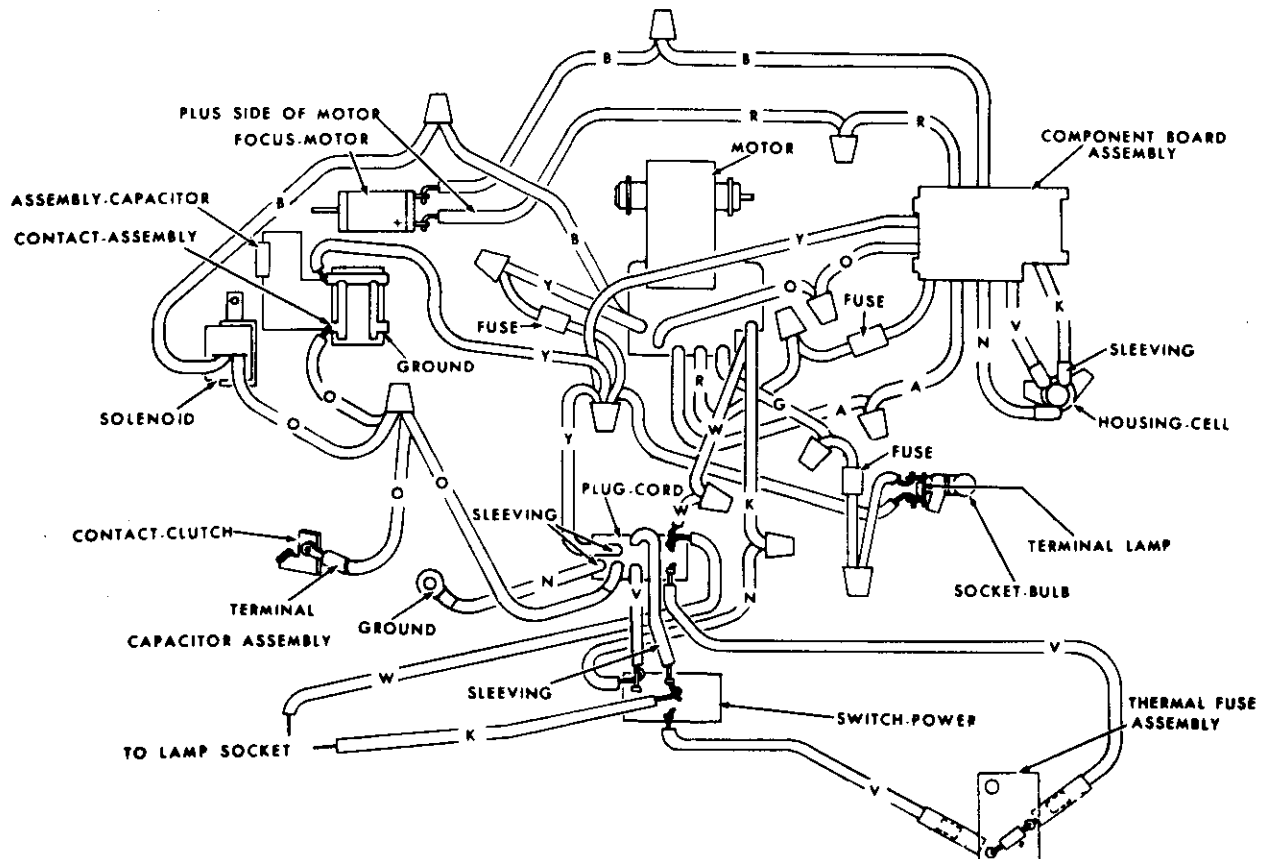 B
B
PLUS SIDE OF MOTOR
FOCUS-MOTOR
R
R
MOTOR
COMPONENT BOARD
ASSEMBLY
ASSEMBLY-CAPACITOR
CONTACT-ASSEMBLY
B
+
B
Y
Y
O
O
FUSE
FUSE
K
V
N
SLEEVING
SOLENOID
GROUND
Y
R
A
A
G
W
HOUSING-CELL
O
O
Y
FUSE
PLUG-CORD
W
K
O
O
CONTACT-CLUTCH
SLEEVING
TERMINAL LAMP
SOCKET-BULB
TERMINAL
CAPACITOR ASSEMBLY
GROUND
N
V
N
W
SLEEVING
V
SWITCH-POWER
THERMAL FUSE
ASSEMBLY
TO LAMP SOCKET
K
V